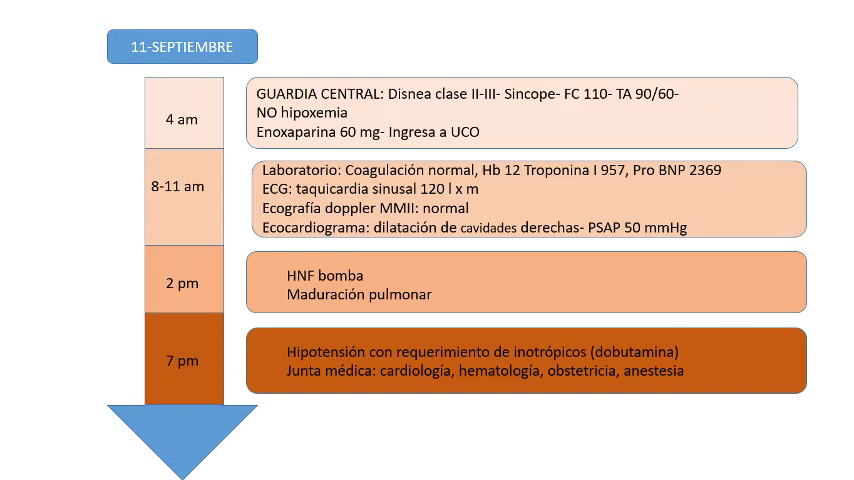 11-SEPTIEMBRE
4 am
GUARDIA CENTRAL: Disnea clase II-III- Sincope- FC 110- TA 90/60-
NO hipoxemia
Enoxaparina 60 mg- Ingresa a UCO
8-11 am
Laboratorio: Coagulación normal, Hb 12 Troponina I 957, Pro BNP 2369
ECG: taquicardia sinusal 120 l x m
Ecografía doppler MMII: normal
Ecocardiograma: dilatación de cavidades derechas- PSAP 50 mmHg
2 pm
HNF bomba
Maduración pulmonar
7 pm
Hipotensión con requerimiento de inotrópicos (dobutamina)
Junta médica: cardiología, hematología, obstetricia, anestesia